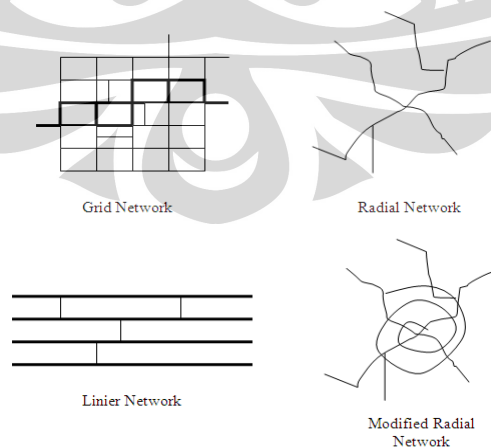 Grid Network
Radial Network
Linier Network
Modified Radial
Network